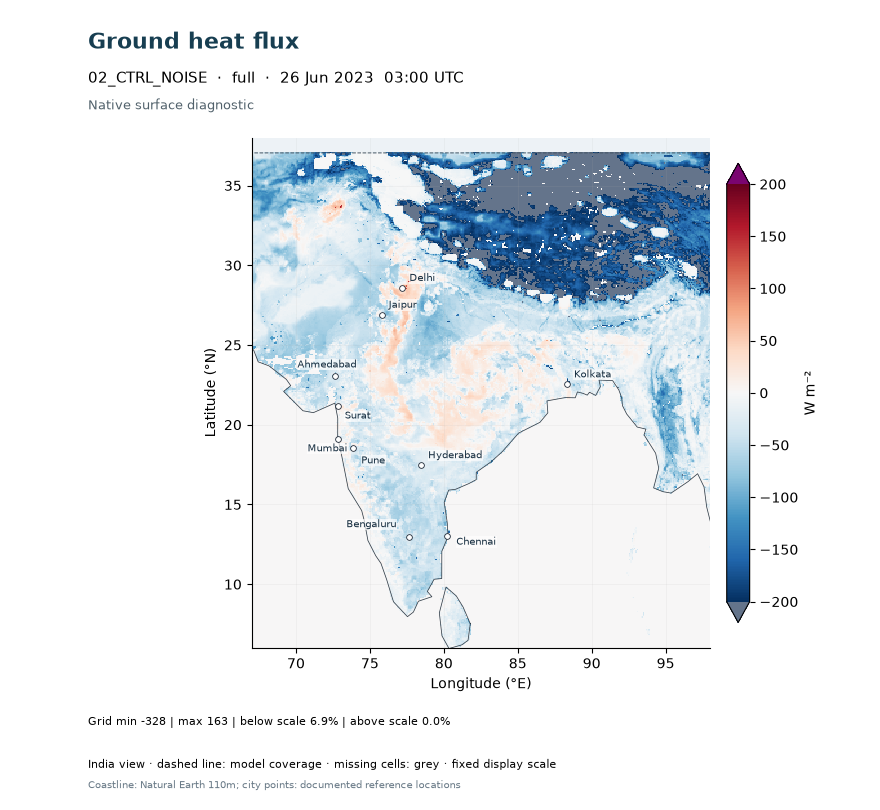 Ground heat flux
02_CTRL_NOISE · full · 26 Jun 2023 03:00 UTC
Native surface diagnostic
35
30
25
20
15
10
Latitude (°N)
Delhi
Jaipur
Ahmedabad
Kolkata
Surat
Mumbai
Pune
Hyderabad
Bengaluru
Chennai
70
75
80
85
90
95
Longitude (°E)
200
150
100
50
0
−50
−100
−150
−200
W m⁻²
Grid min -328 | max 163 | below scale 6.9% | above scale 0.0%
India view · dashed line: model coverage · missing cells: grey · fixed display scale
Coastline: Natural Earth 110m; city points: documented reference locations